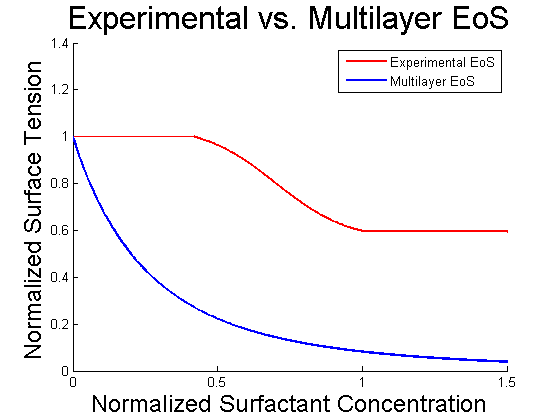 Experimental vs. Multilayer EoS
Normalized Surface Tension
1.4
1.2
1
0.8
0.6
0.4
0.2
0
Experimental EoS
Multilayer EoS
0
0.5
1
1.5
Normalized Surfactant Concentration